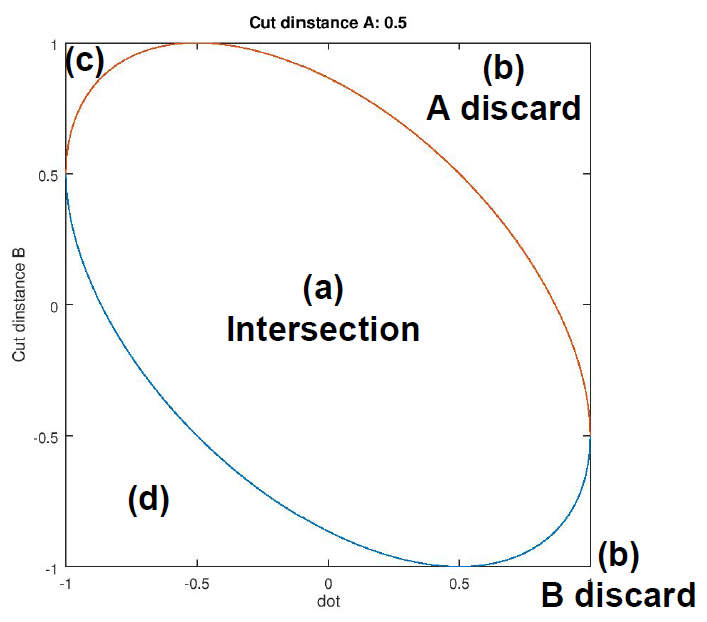 Cut dinstance A: 0.5
1
(c)
(b)
A discard
0.5
Cut dinstance B
0
(a)
Intersection
-0.5
(d)
-1
(b)
B discard
-1
-0.5
0
0.5
dot